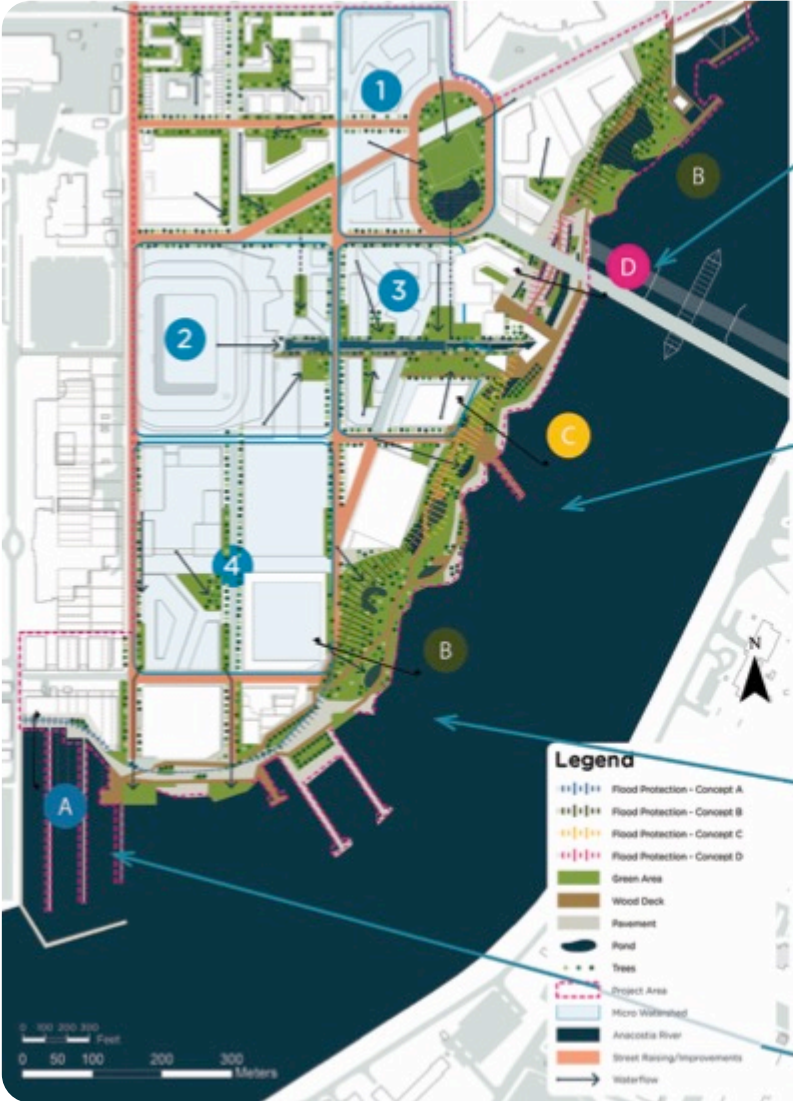 1
B
D
3
2
C
4
B
N
A
Legend
Flood Protection - Concept A
Flood Protection - Concept B
Flood Protection - Concept C
Flood Protection - Concept D
Green Area
Wood Deck
Pavement
Pond
Trees
Project Area
Micro Watershed
Anacostia River
Street Raising/Improvements
Waterflow
0 100 200 300
Feet
0 50 100 200 300
Meters